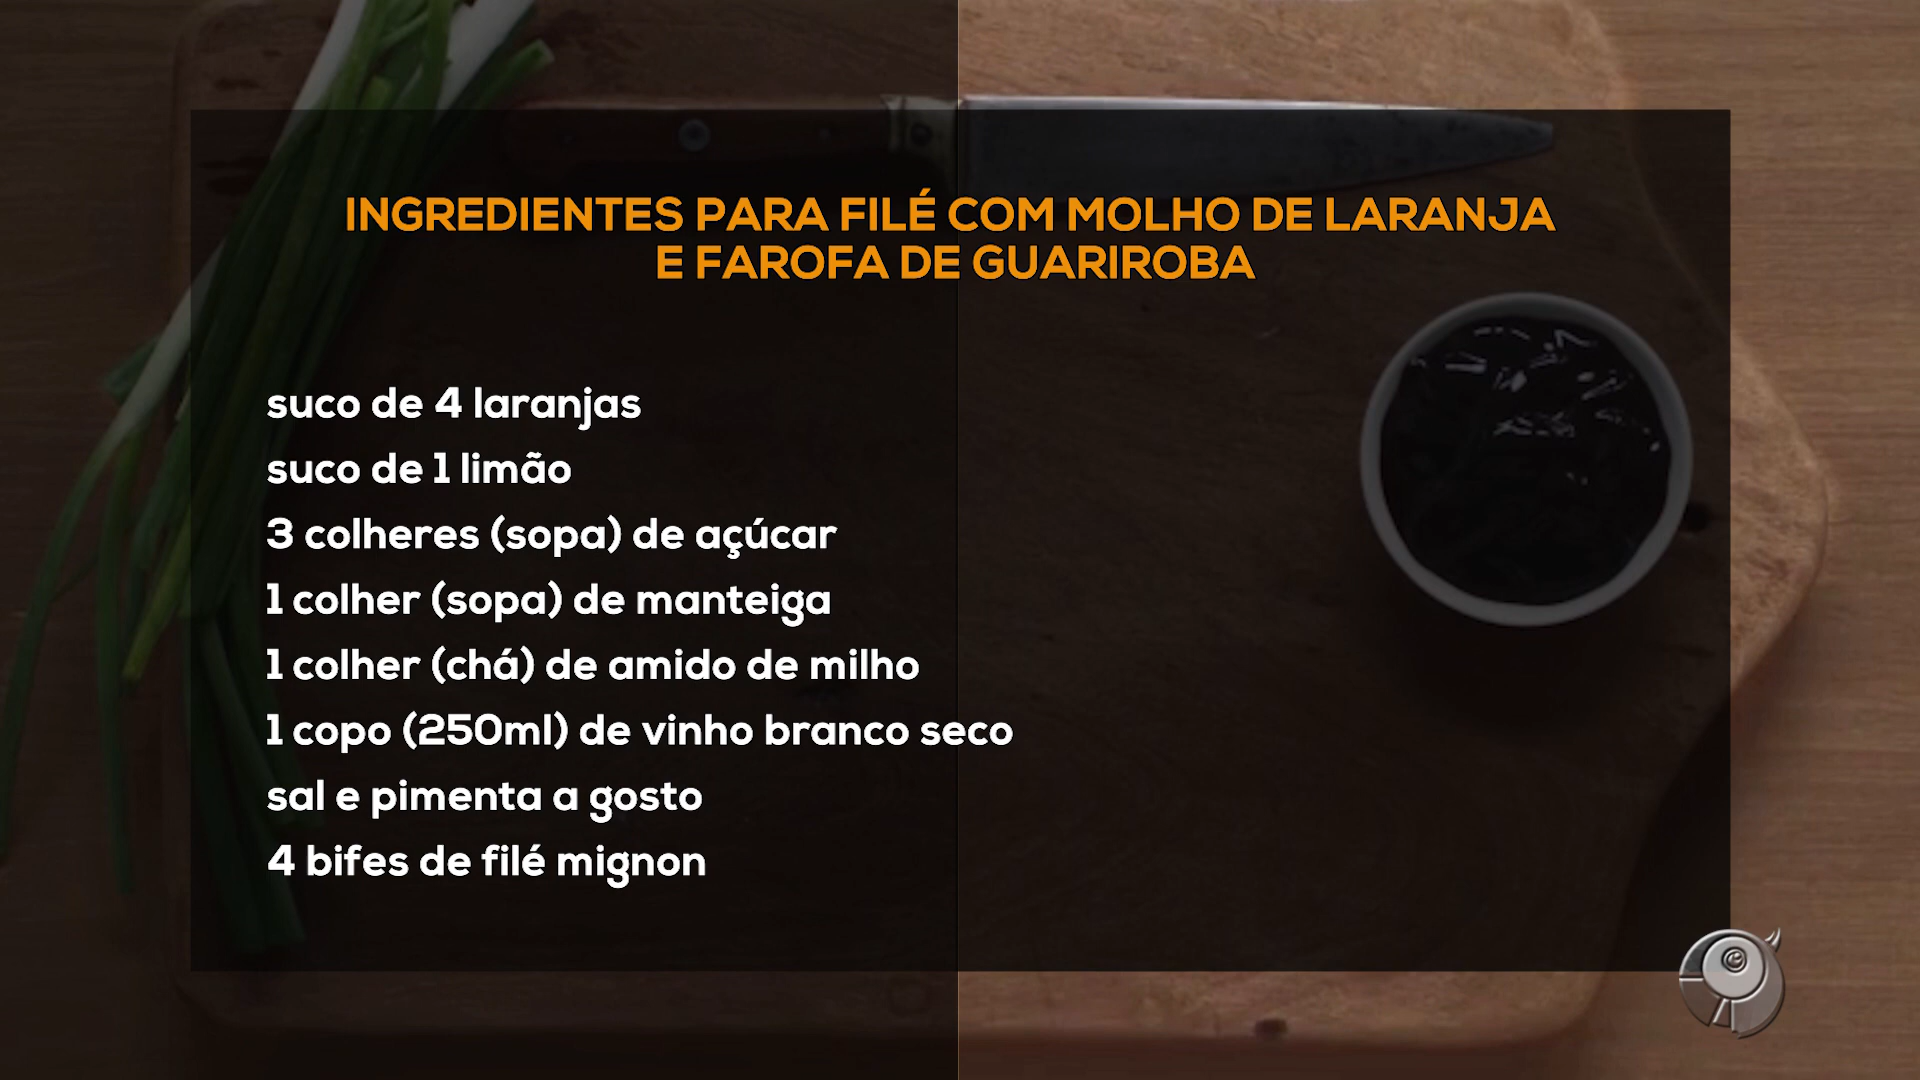 INGREDIENTES PARA FILÉ COM MOLHO DE LARANJA
E FAROFA DE GUARIROBA
suco de 4 laranjas
suco de 1 limão
3 colheres (sopa) de açúcar
1 colher (sopa) de manteiga
1 colher (chá) de amido de milho
1 copo (250ml) de vinho branco seco
sal e pimenta a gosto
4 bifes de filé mignon